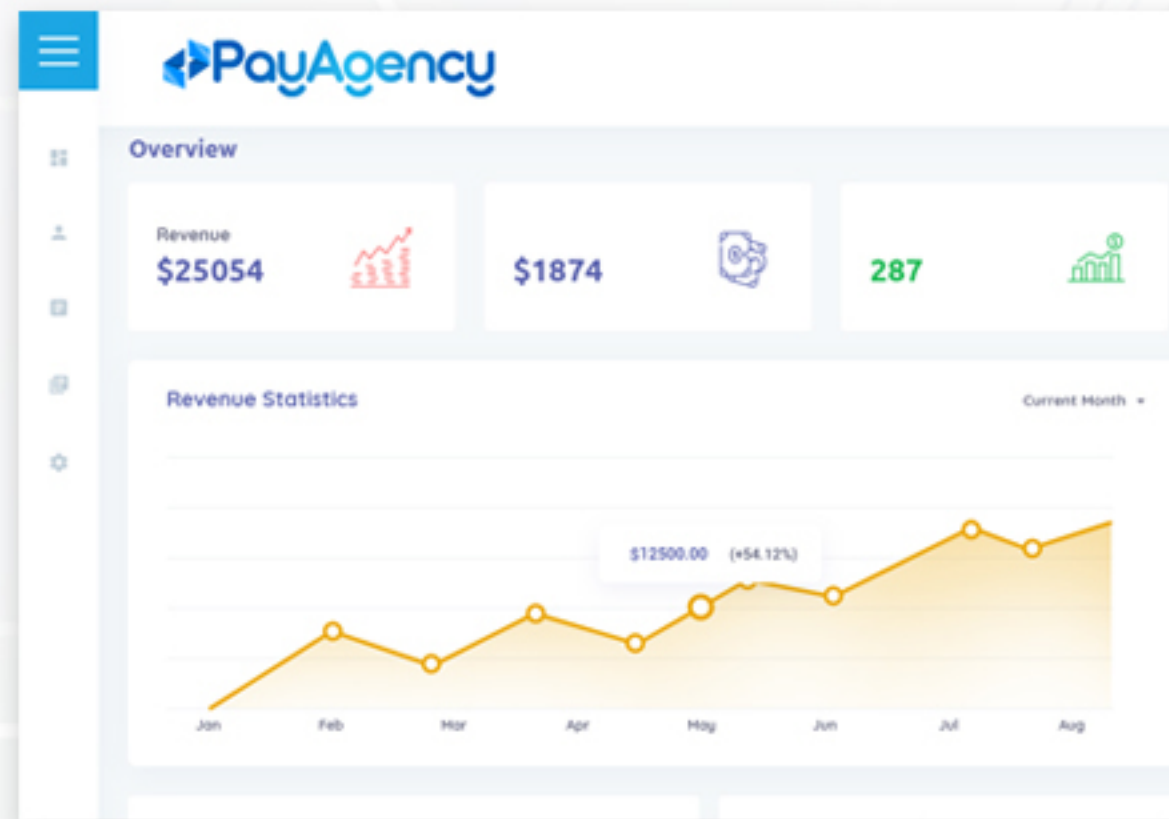 PayAgency
Overview
Revenue
$25054
$1874
287
Revenue Statistics
Current Month
$12500.00 (+54.12%)
Jan Feb Mar Apr May Jun Jul Aug